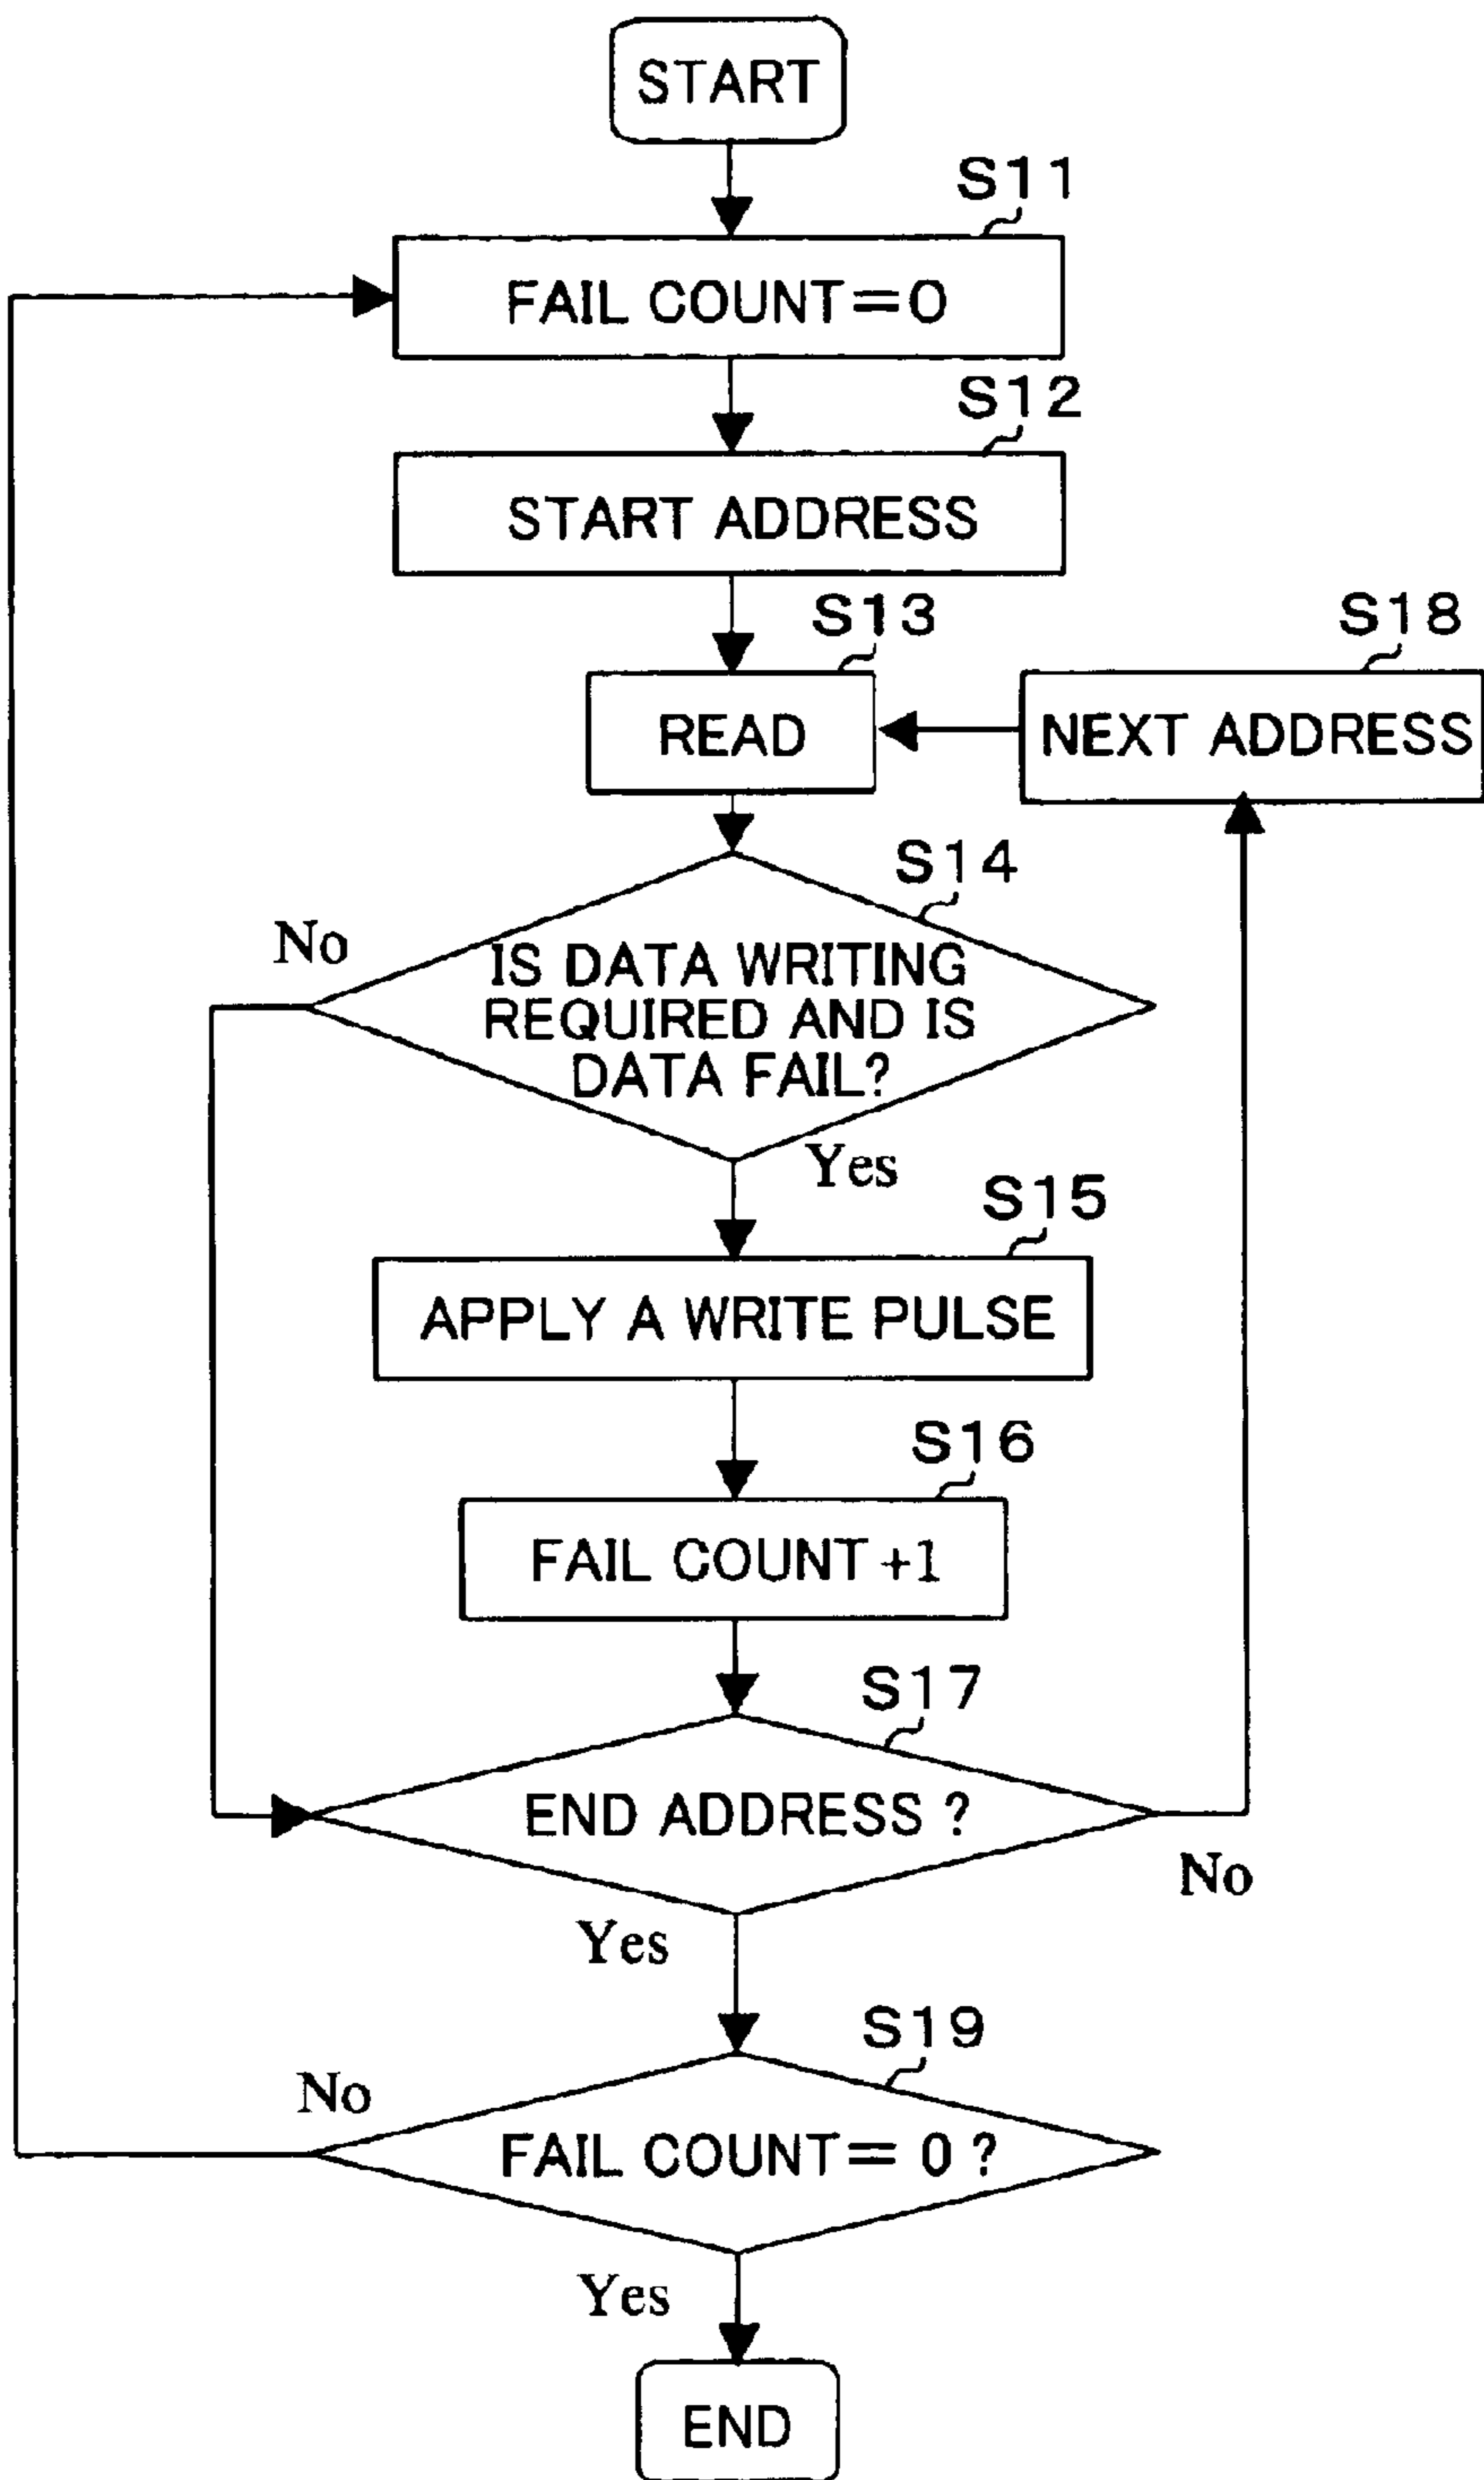 START
S11
FAIL COUNT=0
S12
START ADDRESS
S13
READ
S18
NEXT ADDRESS
S14
No
IS DATA WRITING
REQUIRED AND IS
DATA FAIL?
Yes
S15
APPLY A WRITE PULSE
S16
FAIL COUNT +1
S17
END ADDRESS ?
No
Yes
S19
No
FAIL COUNT= 0 ?
Yes
END